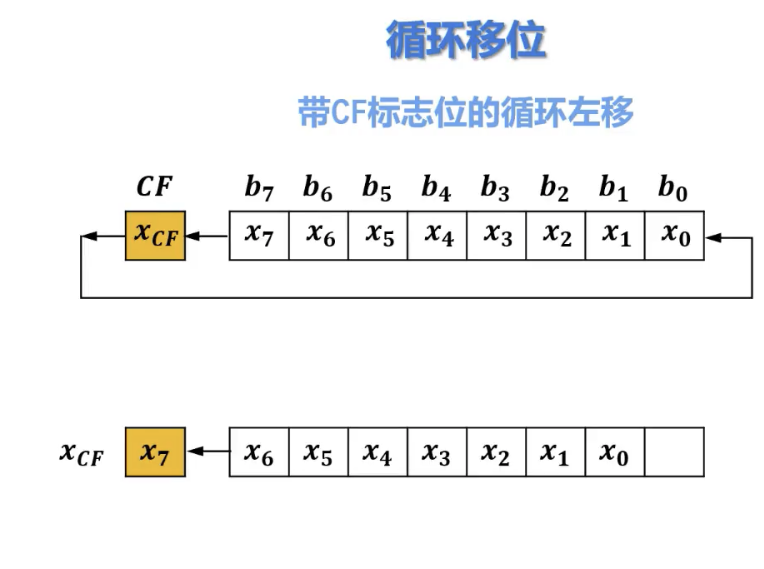 循环移位
带CF标志位的循环左移
CF b₇ b₆ b₅ b₄ b₃ b₂ b₁ b₀
x_CF x₇ x₆ x₅ x₄ x₃ x₂ x₁ x₀
x_CF x₇ x₆ x₅ x₄ x₃ x₂ x₁ x₀